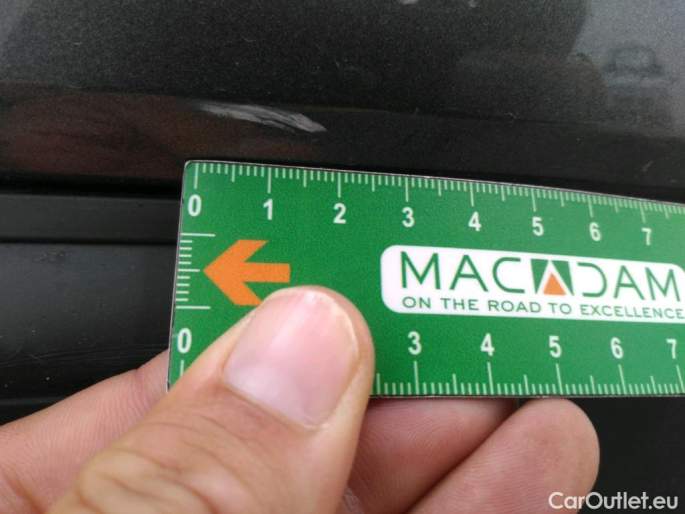 0 1 2 3 4 5 6 7
MACADAM
ON THE ROAD TO EXCELLENCE
0 3 4 5 6 7
CarOutlet.eu